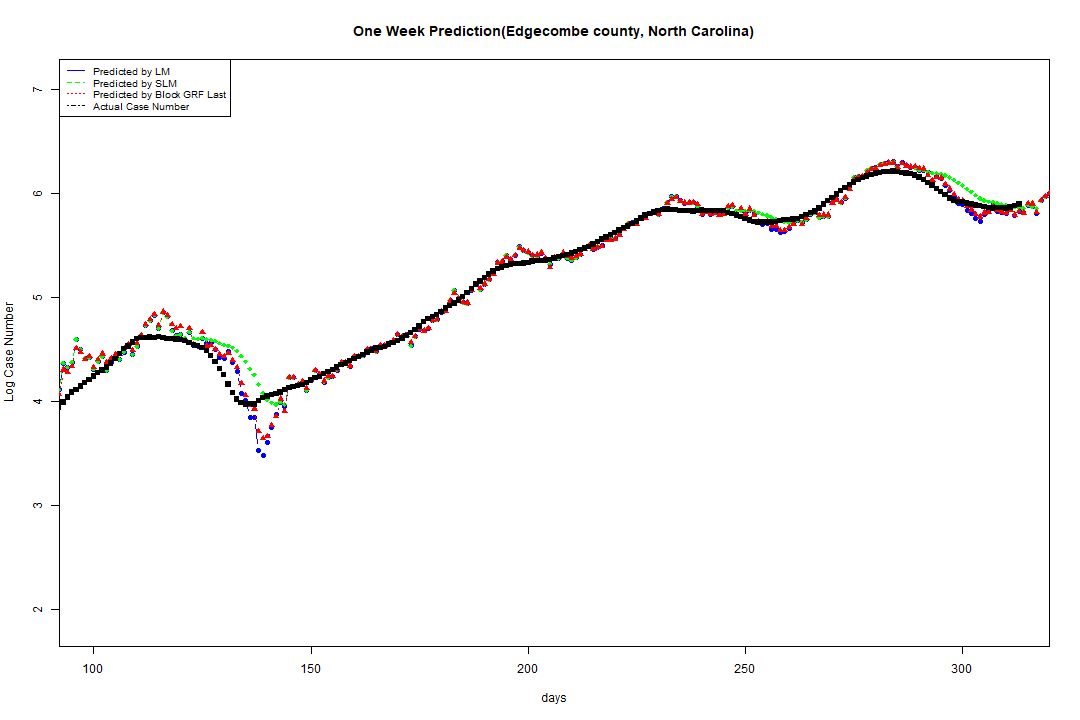 One Week Prediction(Edgecombe county, North Carolina)
Predicted by LM
Predicted by SLM
Predicted by Block GRF Last
Actual Case Number
7
6
5
4
3
2
Log Case Number
100 150 200 250 300
days